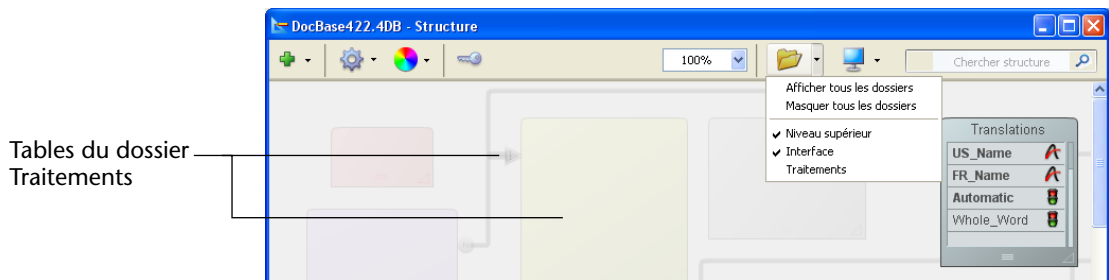 DocBase422.4DB - Structure
100%
Chercher structure
Afficher tous les dossiers
Masquer tous les dossiers
Niveau supérieur
Interface
Traitements
Translations
US_Name
FR_Name
Automatic
Whole_Word
Tables du dossier
Traitements